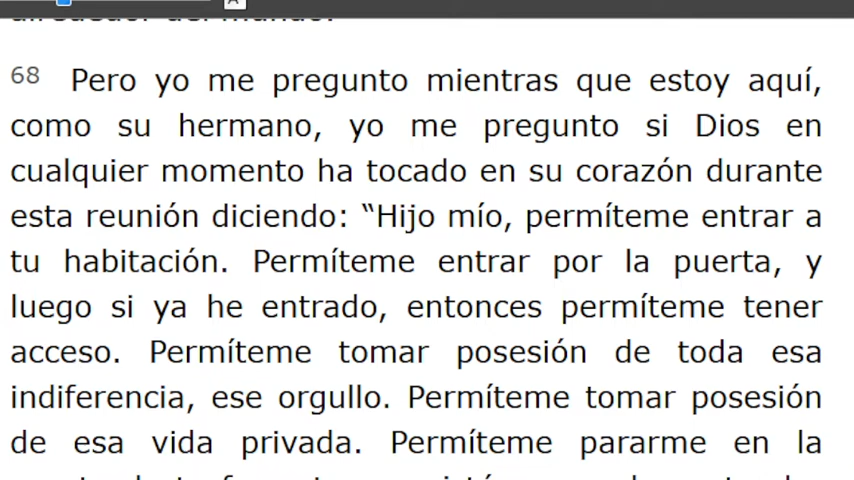 alrededor del mundo.
68 Pero yo me pregunto mientras que estoy aquí,
como su hermano, yo me pregunto si Dios en
cualquier momento ha tocado en su corazón durante
esta reunión diciendo: “Hijo mío, permíteme entrar a
tu habitación. Permíteme entrar por la puerta, y
luego si ya he entrado, entonces permíteme tener
acceso. Permíteme tomar posesión de toda esa
indiferencia, ese orgullo. Permíteme tomar posesión
de esa vida privada. Permíteme pararme en la